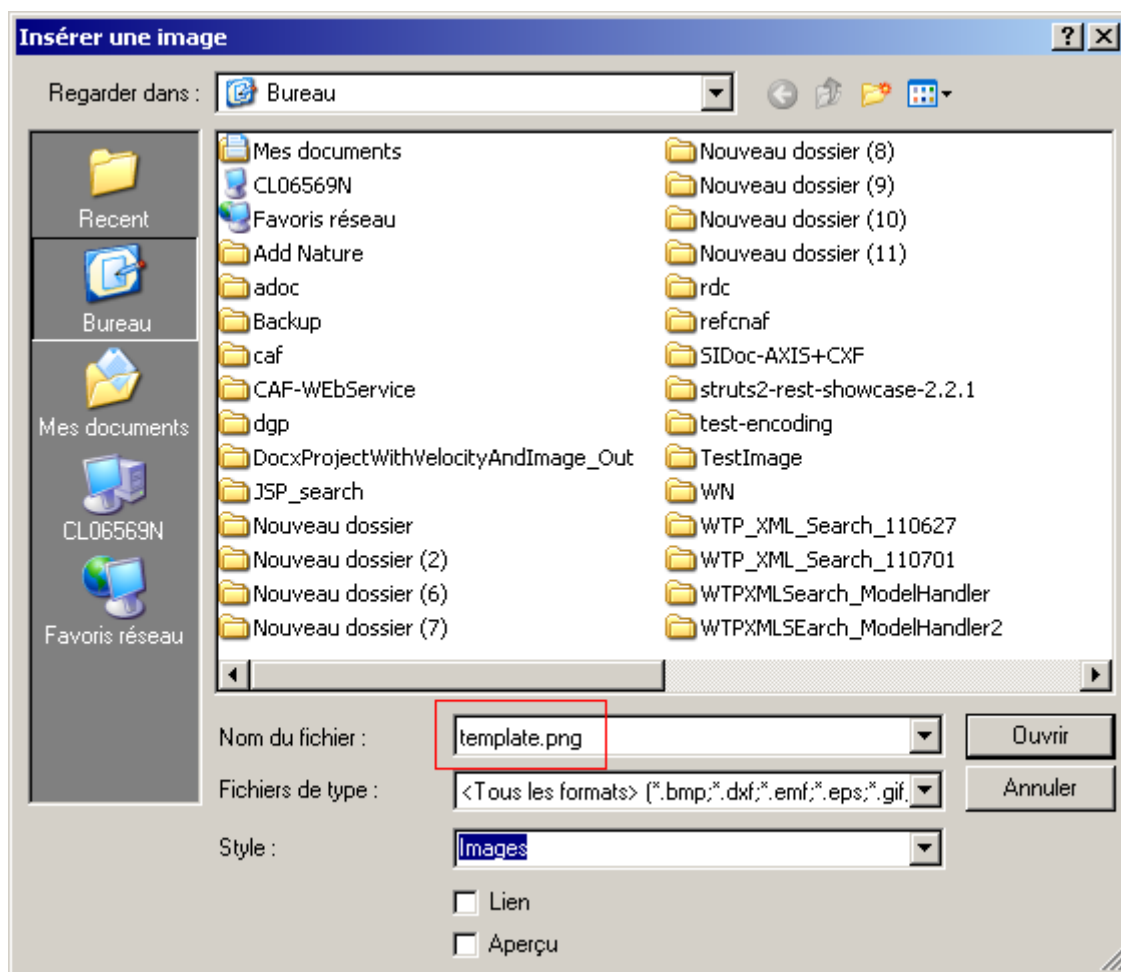 Insérer une image
Regarder dans :
Bureau
Recent
Bureau
Mes documents
CL06569N
Favoris réseau
Mes documents
CL06569N
Favoris réseau
Add Nature
adoc
Backup
caf
CAF-WEbService
dgp
DocxProjectWithVelocityAndImage_Out
JSP_search
Nouveau dossier
Nouveau dossier (2)
Nouveau dossier (6)
Nouveau dossier (7)
Nouveau dossier (8)
Nouveau dossier (9)
Nouveau dossier (10)
Nouveau dossier (11)
rdc
refcnaf
SIDoc-AXIS+CXF
struts2-rest-showcase-2.2.1
test-encoding
TestImage
WN
WTP_XML_Search_110627
WTP_XML_Search_110701
WTPXMLSearch_ModelHandler
WTPXMLSEarch_ModelHandler2
Nom du fichier :
template.png
Ouvrir
Fichiers de type :
<Tous les formats> (*.bmp;*.dxf;*.emf;*.eps;*.gif,
Annuler
Style :
Images
Lien
Aperçu